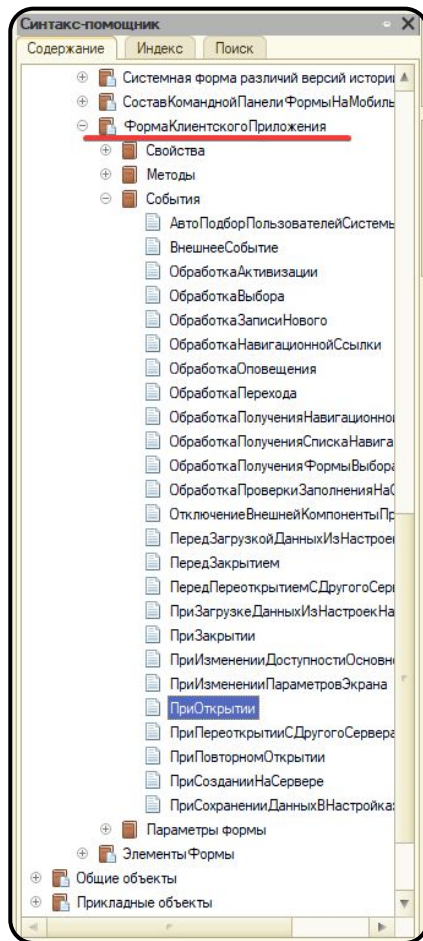 Синтакс-помощник
Содержание Индекс Поиск
Системная форма различий версий истори
СоставКоманднойПанелиФормыНаМобиль
ФормаКлиентскогоПриложения
Свойства
Методы
События
АвтоПодборПользователейСистемы
ВнешнееСобытие
ОбработкаАктивизации
ОбработкаВыбора
ОбработкаЗаписиНового
ОбработкаНавигационнойСсылки
ОбработкаОповещения
ОбработкаПерехода
ОбработкаПолученияНавигационно
ОбработкаПолученияСпискаНавига
ОбработкаПолученияФормыВыбора
ОбработкаПроверкиЗаполненияНаС
ОтключениеВнешнейКомпонентыПр
ПередЗагрузкойДанныхИзНастрое
ПередЗакрытием
ПередПереоткрытиемСДругогоСерв
ПриЗагрузкеДанныхИзНастроекНа
ПриЗакрытии
ПриИзмененииДоступностиОсновн
ПриИзмененииПараметровЭкрана
ПриОткрытии
ПриПереоткрытииСДругогоСервера
ПриПовторномОткрытии
ПриСозданииНаСервере
ПриСохраненииДанныхВНастройка
Параметры формы
ЭлементыФормы
Общие объекты
Прикладные объекты